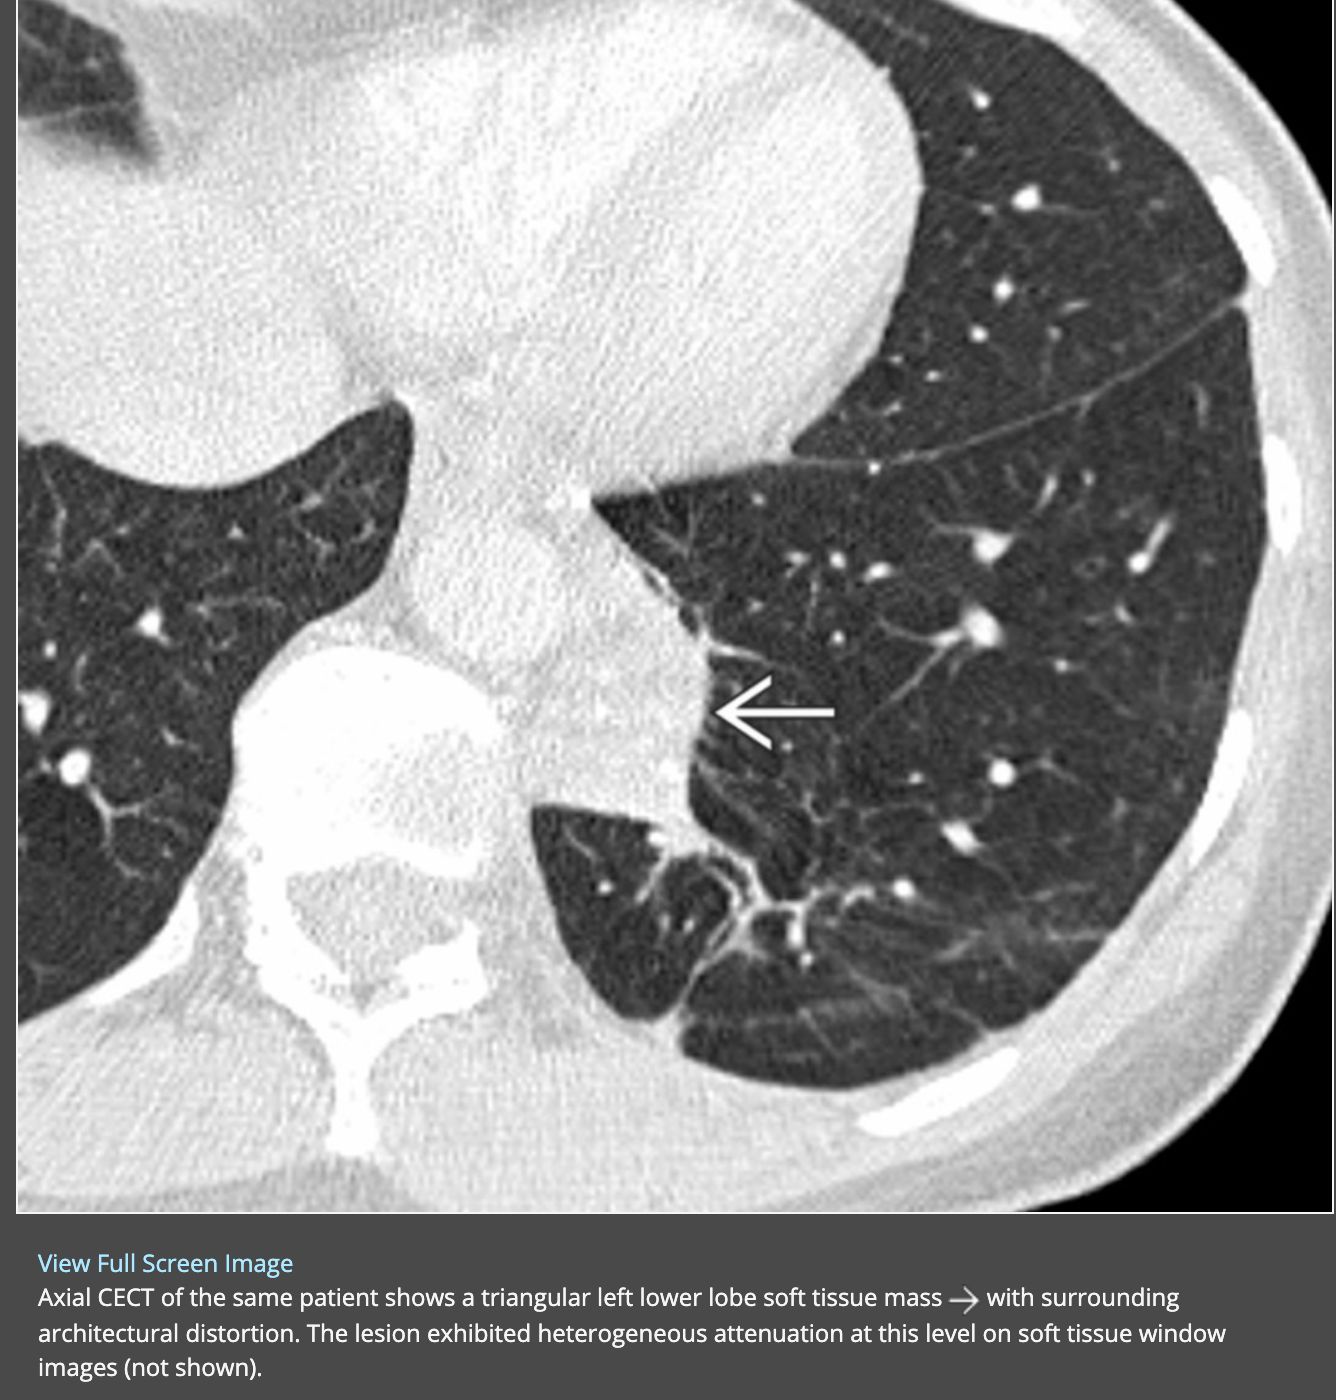 View Full Screen Image
Axial CECT of the same patient shows a triangular left lower lobe soft tissue mass → with surrounding
architectural distortion. The lesion exhibited heterogeneous attenuation at this level on soft tissue window
images (not shown).